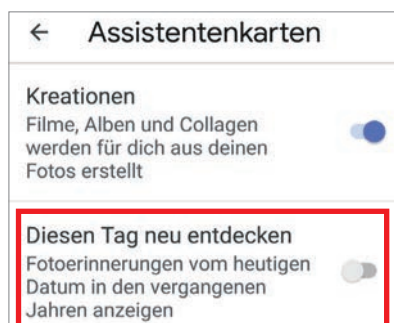 Assistentenkarten
Kreationen
Filme, Alben und Collagen
werden für dich aus deinen
Fotos erstellt
Diesen Tag neu entdecken
Fotoerinnerungen vom heutigen
Datum in den vergangenen
Jahren anzeigen